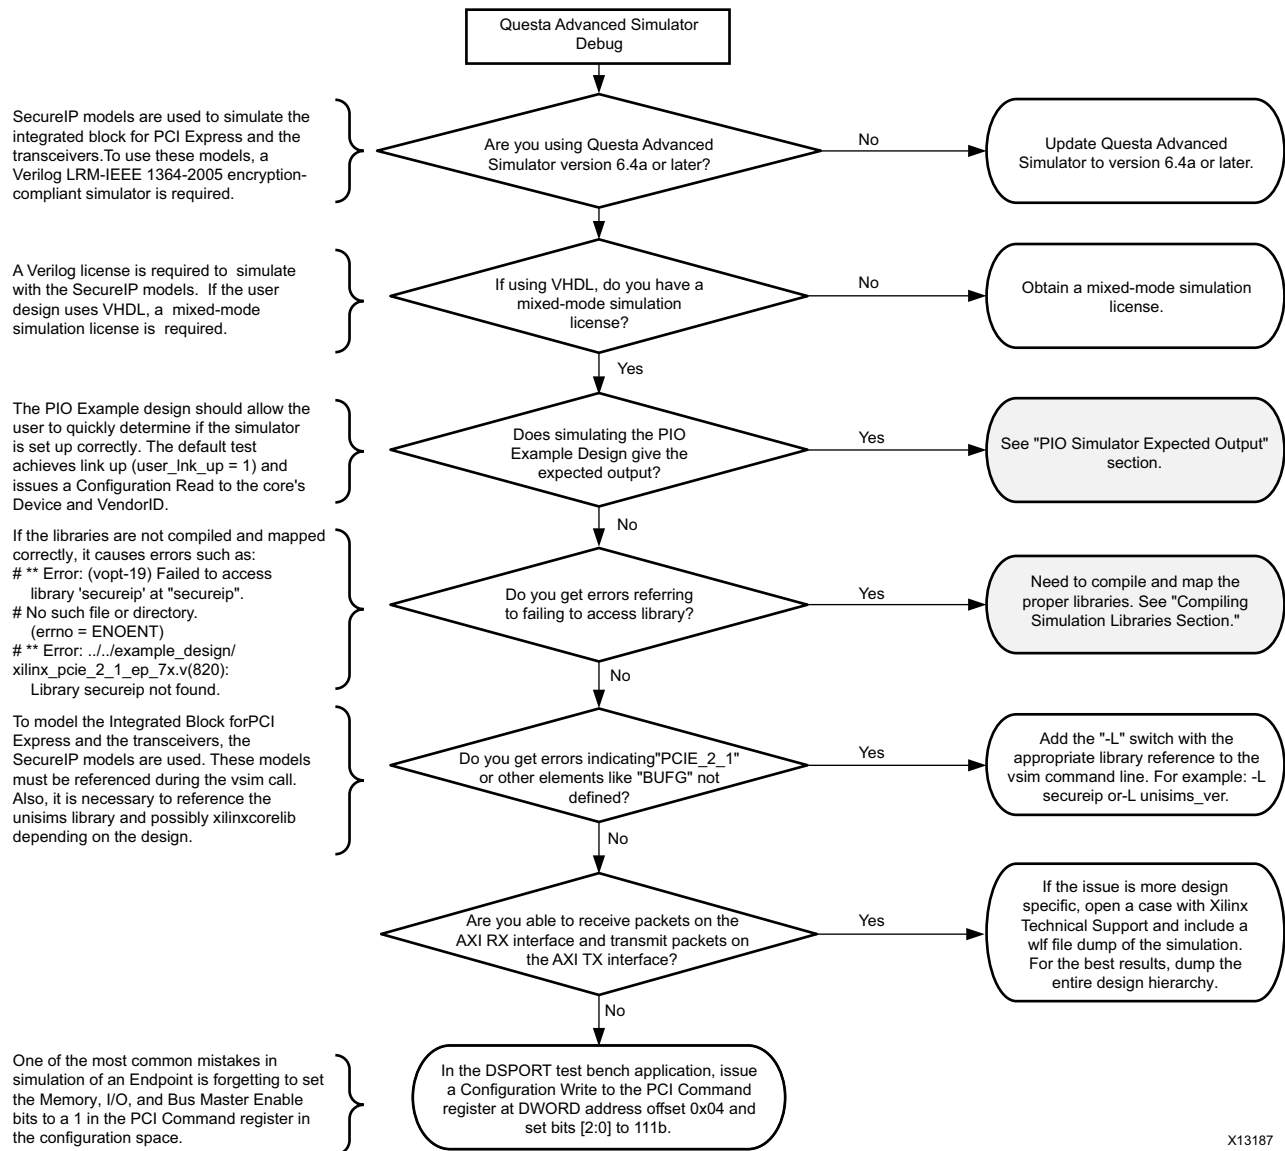 Questa Advanced Simulator
Debug
SecureIP models are used to simulate the
integrated block for PCI Express and the
transceivers.To use these models, a
Verilog LRM-IEEE 1364-2005 encryption-
compliant simulator is required.
Are you using Questa Advanced
Simulator version 6.4a or later?
No
Update Questa Advanced
Simulator to version 6.4a or later.
A Verilog license is required to simulate
with the SecureIP models. If the user
design uses VHDL, a mixed-mode
simulation license is required.
If using VHDL, do you have a
mixed-mode simulation
license?
No
Obtain a mixed-mode simulation
license.
Yes
The PIO Example design should allow the
user to quickly determine if the simulator
is set up correctly. The default test
achieves link up (user_lnk_up = 1) and
issues a Configuration Read to the core's
Device and VendorID.
Does simulating the PIO
Example Design give the
expected output?
Yes
See "PIO Simulator Expected Output"
section.
No
If the libraries are not compiled and mapped
correctly, it causes errors such as:
# ** Error: (vopt-19) Failed to access
library 'secureip' at "secureip".
# No such file or directory.
(errno = ENOENT)
# ** Error: ../../example_design/
xilinx_pcie_2_1_ep_7x.v(820):
Library secureip not found.
Do you get errors referring
to failing to access library?
Yes
Need to compile and map the
proper libraries. See "Compiling
Simulation Libraries Section."
No
To model the Integrated Block forPCI
Express and the transceivers, the
SecureIP models are used. These models
must be referenced during the vsim call.
Also, it is necessary to reference the
unisims library and possibly xilinxcorelib
depending on the design.
Do you get errors indicating"PCIE_2_1"
or other elements like "BUFG" not
defined?
Yes
Add the "-L" switch with the
appropriate library reference to the
vsim command line. For example: -L
secureip or-L unisims_ver.
No
Are you able to receive packets on the
AXI RX interface and transmit packets on
the AXI TX interface?
Yes
If the issue is more design
specific, open a case with Xilinx
Technical Support and include a
wlf file dump of the simulation.
For the best results, dump the
entire design hierarchy.
No
One of the most common mistakes in
simulation of an Endpoint is forgetting to set
the Memory, I/O, and Bus Master Enable
bits to a 1 in the PCI Command register in
the configuration space.
In the DSPORT test bench application, issue
a Configuration Write to the PCI Command
register at DWORD address offset 0x04 and
set bits [2:0] to 111b.
X13187